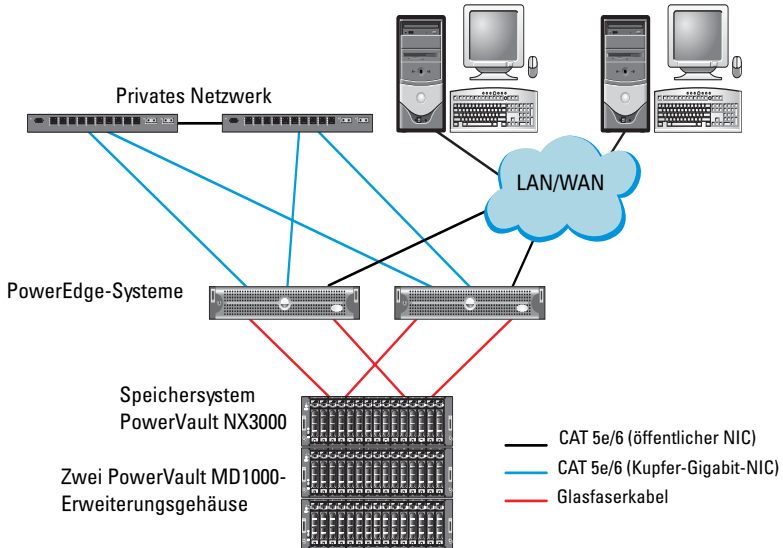 Privates Netzwerk
LAN/WAN
PowerEdge-Systeme
Speichersystem
PowerVault NX3000
Zwei PowerVault MD1000-
Erweiterungsgehäuse
CAT 5e/6 (öffentlicher NIC)
CAT 5e/6 (Kupfer-Gigabit-NIC)
Glasfaserkabel